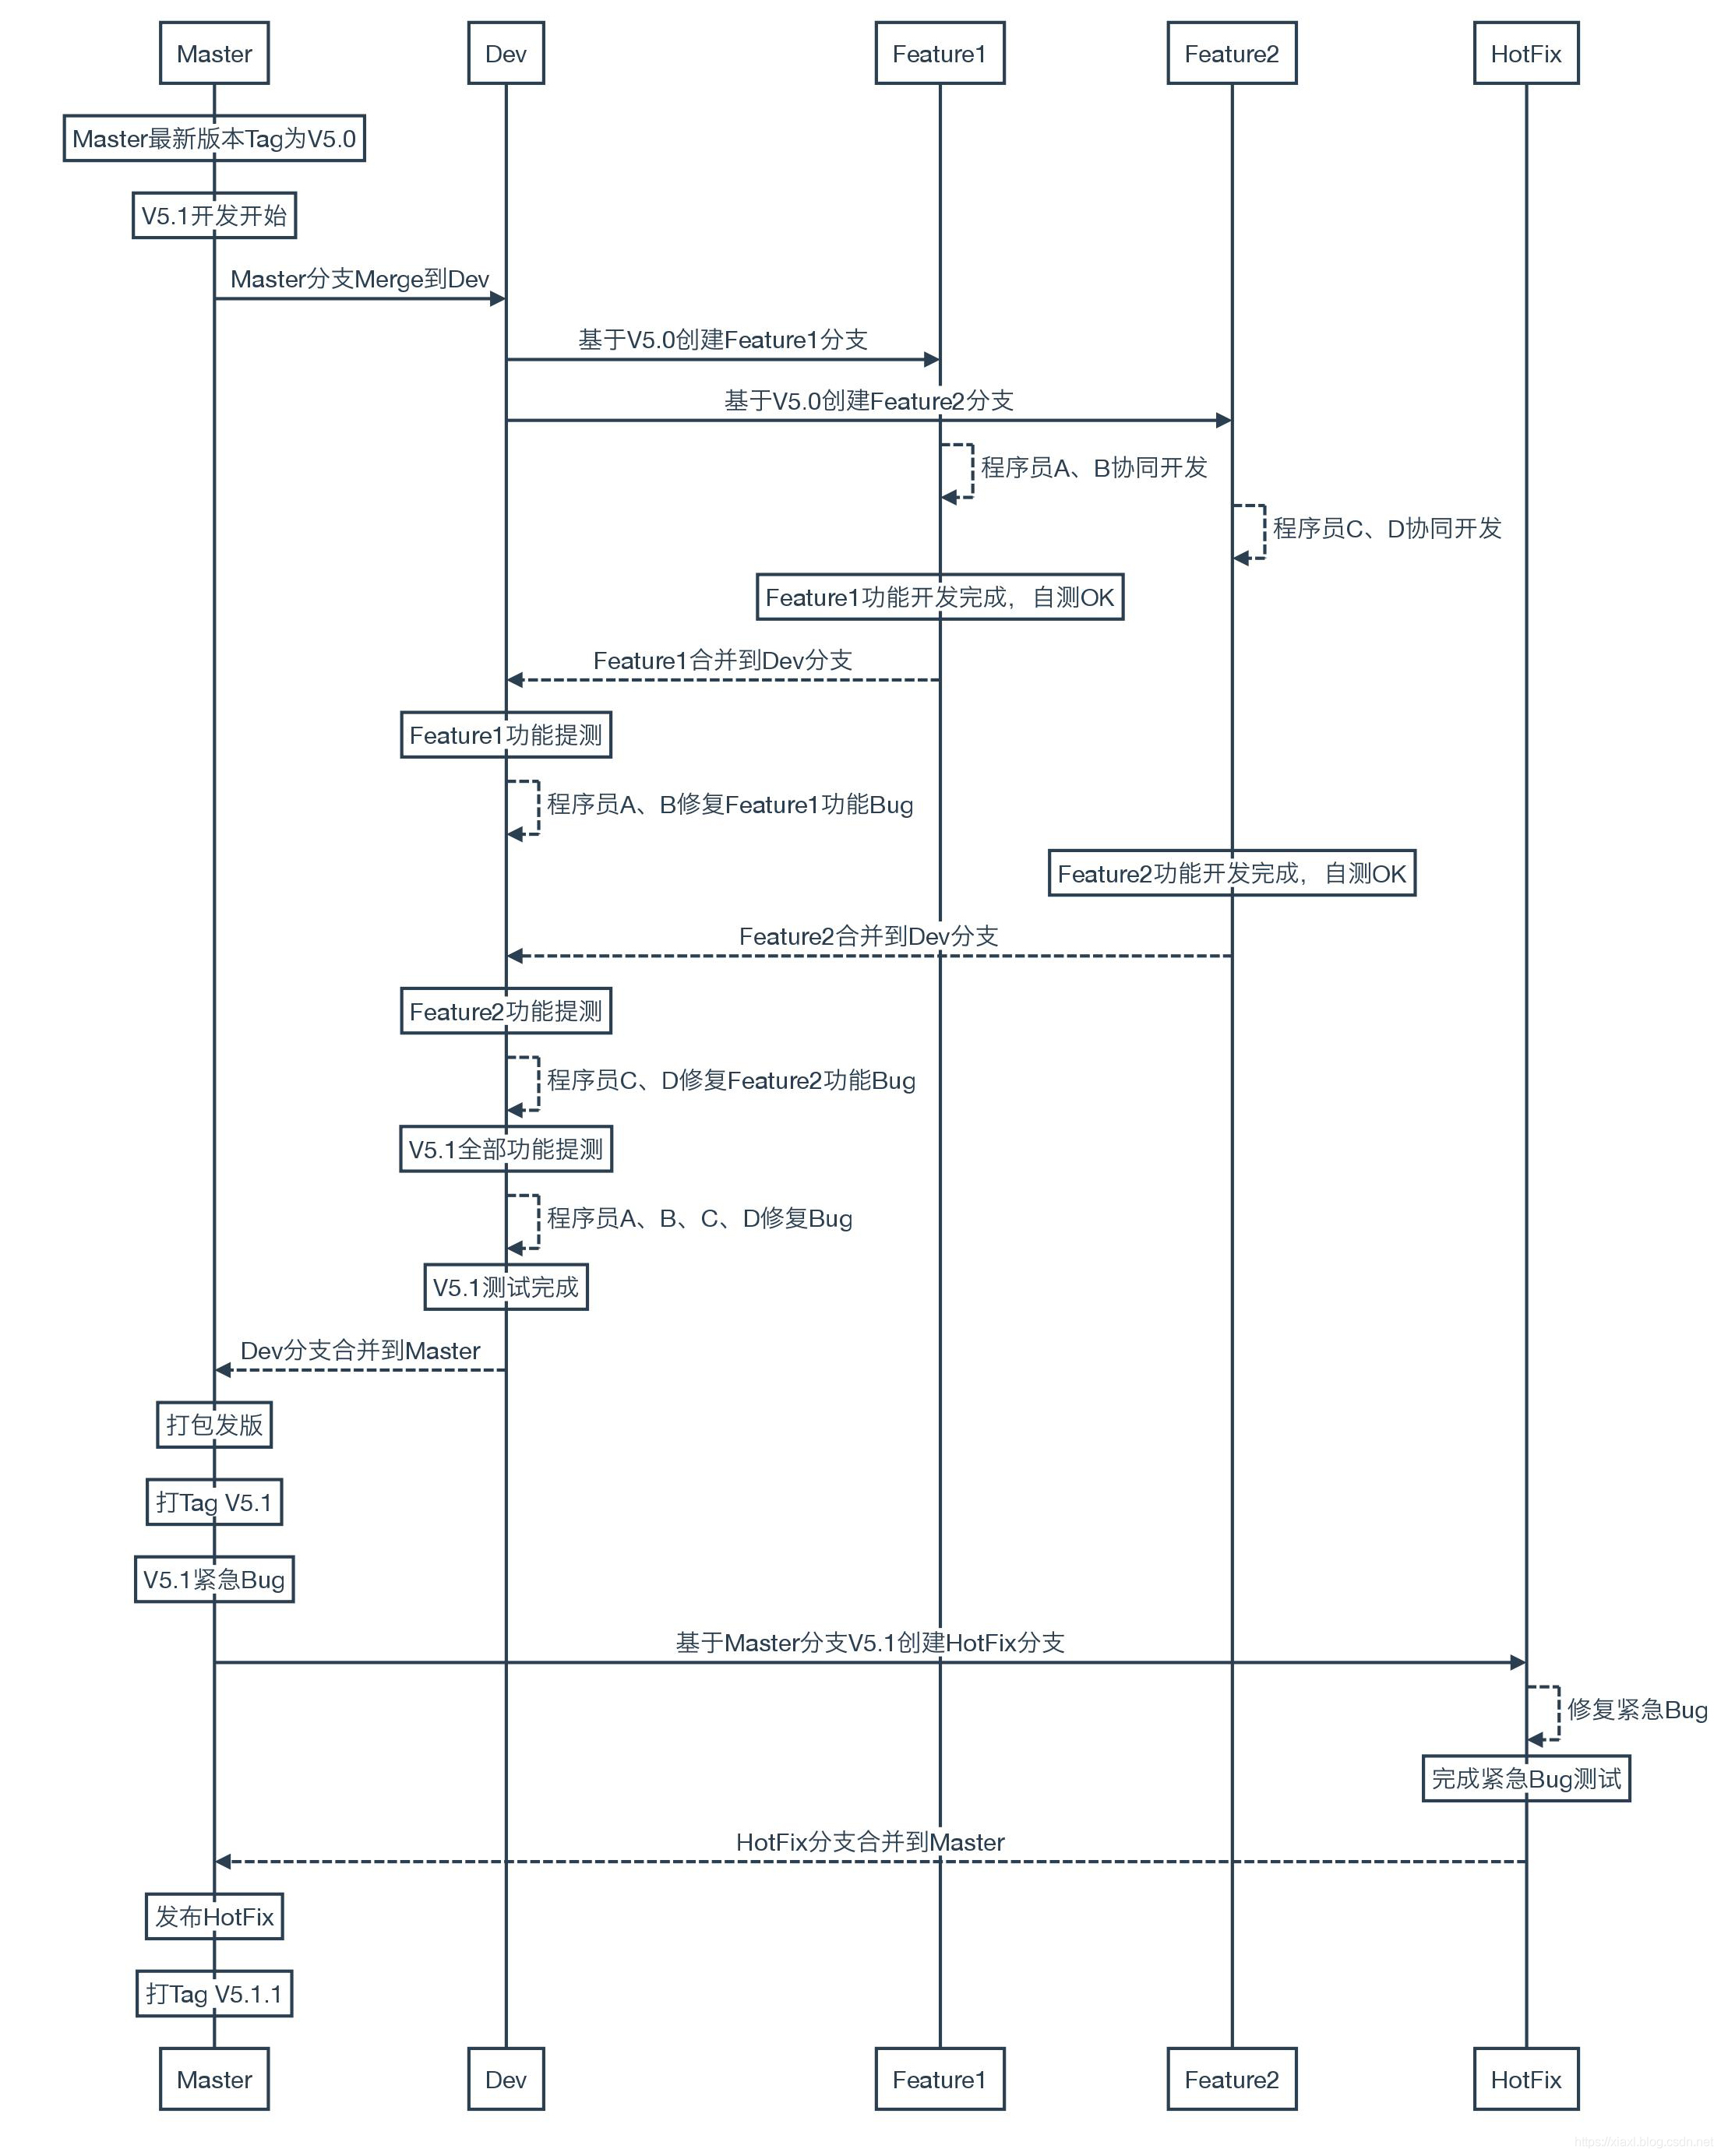 Master
Dev
Feature1
Feature2
HotFix
Master最新版本Tag为V5.0
V5.1开发开始
Master分支Merge到Dev
基于V5.0创建Feature1分支
基于V5.0创建Feature2分支
程序员A、B协同开发
程序员C、D协同开发
Feature1功能开发完成，自测OK
Feature1合并到Dev分支
Feature1功能提测
程序员A、B修复Feature1功能Bug
Feature2功能开发完成，自测OK
Feature2合并到Dev分支
Feature2功能提测
程序员C、D修复Feature2功能Bug
V5.1全部功能提测
程序员A、B、C、D修复Bug
V5.1测试完成
Dev分支合并到Master
打包发版
打Tag V5.1
V5.1紧急Bug
基于Master分支V5.1创建HotFix分支
修复紧急Bug
完成紧急Bug测试
HotFix分支合并到Master
发布HotFix
打Tag V5.1.1
Master
Dev
Feature1
Feature2
HotFix